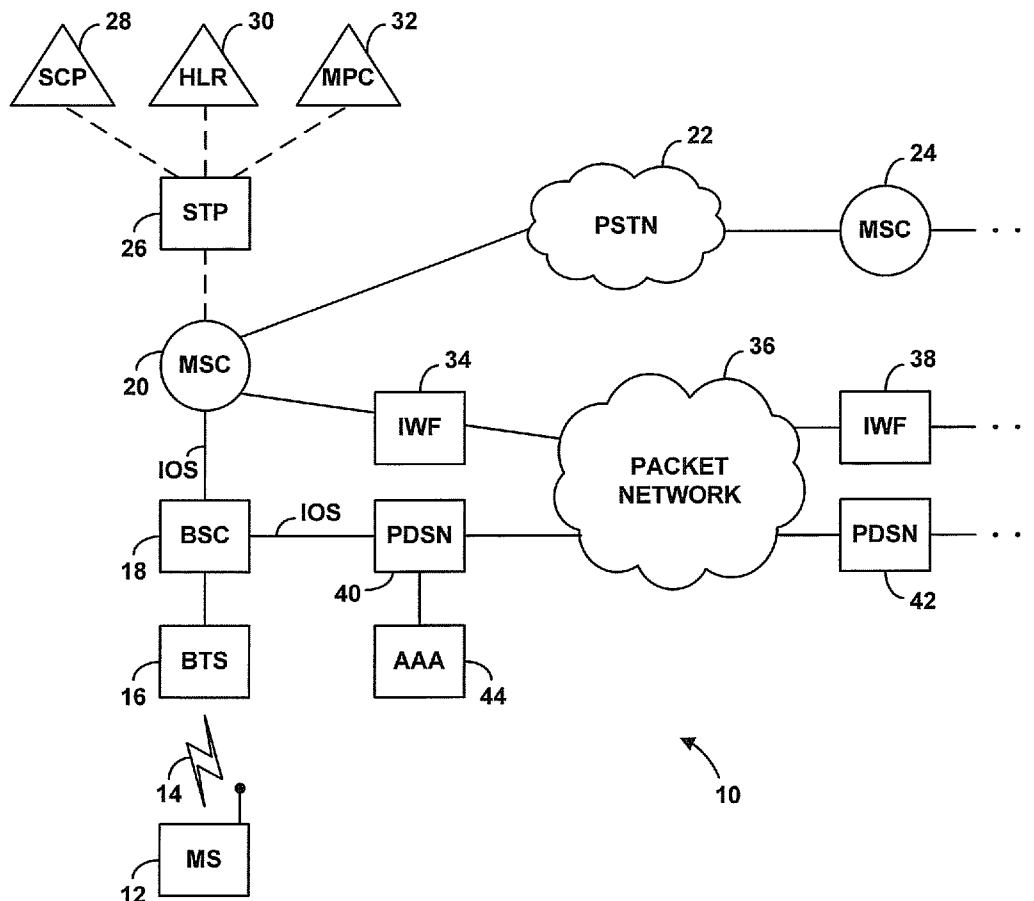 28
30
32
SCP
HLR
MPC
22
24
STP
PSTN
MSC
26
MSC
20
34
36
38
IWF
IWF
IOS
PACKET
NETWORK
IOS
BSC
PDSN
PDSN
18
40
42
BTS
AAA
16
44
14
10
MS
12